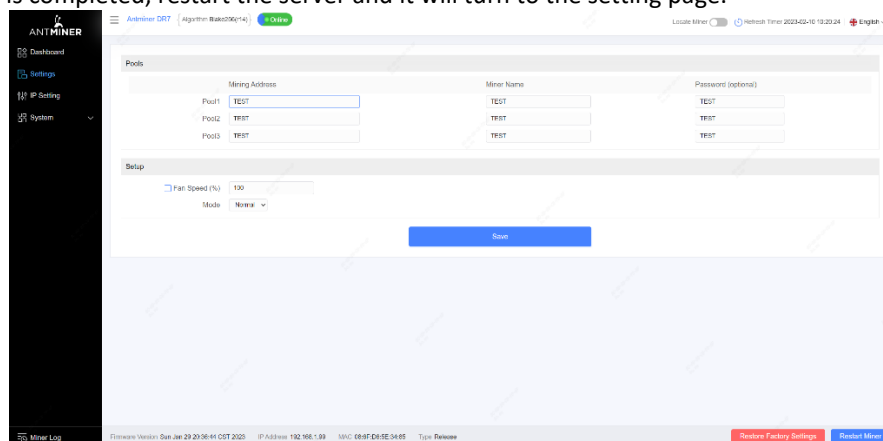 is completed, restart the server and it will turn to the setting page.
ANTMINER
Antminer DR7 Algorithm Blake256(r14) Online
Locate Miner Refresh Timer 2023-02-10 10:20:24 English
Dashboard
Settings
IP Setting
System
Pools
Mining Address Miner Name Password (optional)
Pool1 TEST TEST TEST
Pool2 TEST TEST TEST
Pool3 TEST TEST TEST
Setup
Fan Speed (%) 100
Mode Normal
Save
Miner Log
Firmware Version Sun Jan 29 20:36:44 CST 2023 IP Address 192.168.1.99 MAC Type Release
Restore Factory Settings Restart Miner